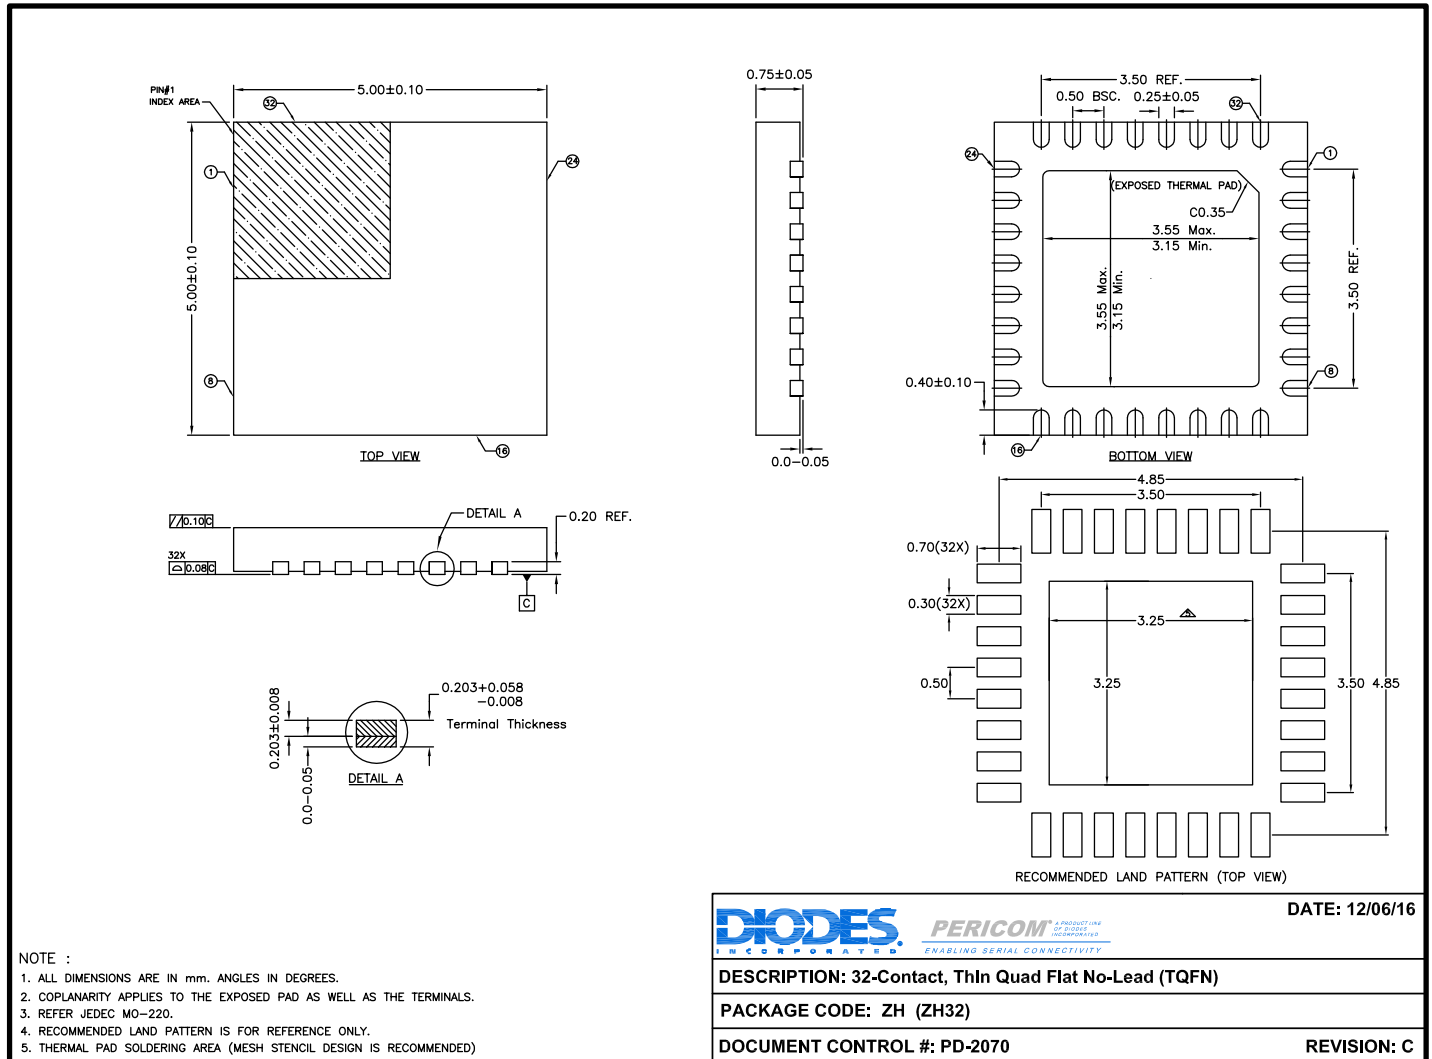 PIN#1
INDEX AREA
5.00±0.10
32
1
24
5.00±0.10
8
16
TOP VIEW
0.75±0.05
0.0-0.05
3.50 REF.
0.50 BSC.
0.25±0.05
32
24
1
(EXPOSED THERMAL PAD)
C0.35
3.55 Max.
3.15 Min.
3.55 Max.
3.15 Min.
3.50 REF.
0.40±0.10
8
16
BOTTOM VIEW
//0.10C
32X
0.08C
DETAIL A
0.20 REF.
C
0.203±0.008
0.0-0.05
0.203+0.058
-0.008
Terminal Thickness
DETAIL A
4.85
3.50
0.70(32X)
0.30(32X)
0.50
3.25
5
3.25
3.50
4.85
RECOMMENDED LAND PATTERN (TOP VIEW)
NOTE :
1. ALL DIMENSIONS ARE IN mm. ANGLES IN DEGREES.
2. COPLANARITY APPLIES TO THE EXPOSED PAD AS WELL AS THE TERMINALS.
3. REFER JEDEC MO-220.
4. RECOMMENDED LAND PATTERN IS FOR REFERENCE ONLY.
5. THERMAL PAD SOLDERING AREA (MESH STENCIL DESIGN IS RECOMMENDED)
DIODES.
INCORPORATED
PERICOM®
A PRODUCT LINE
OF DIODES
INCORPORATED
ENABLING SERIAL CONNECTIVITY
DATE: 12/06/16
DESCRIPTION: 32-Contact, Thin Quad Flat No-Lead (TQFN)
PACKAGE CODE: ZH (ZH32)
DOCUMENT CONTROL #: PD-2070
REVISION: C